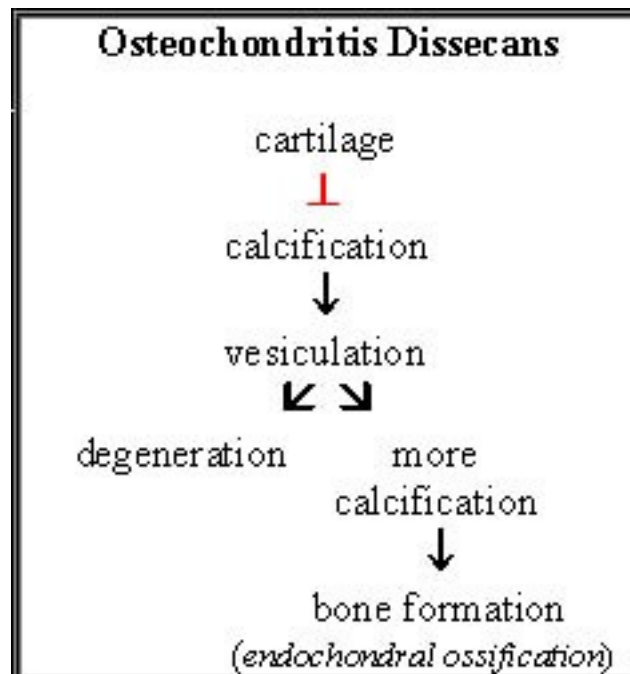 Osteochondritis Dissecans
cartilage
calcification
vesiculation
degeneration more
calcification
bone formation
(endochondral ossification)